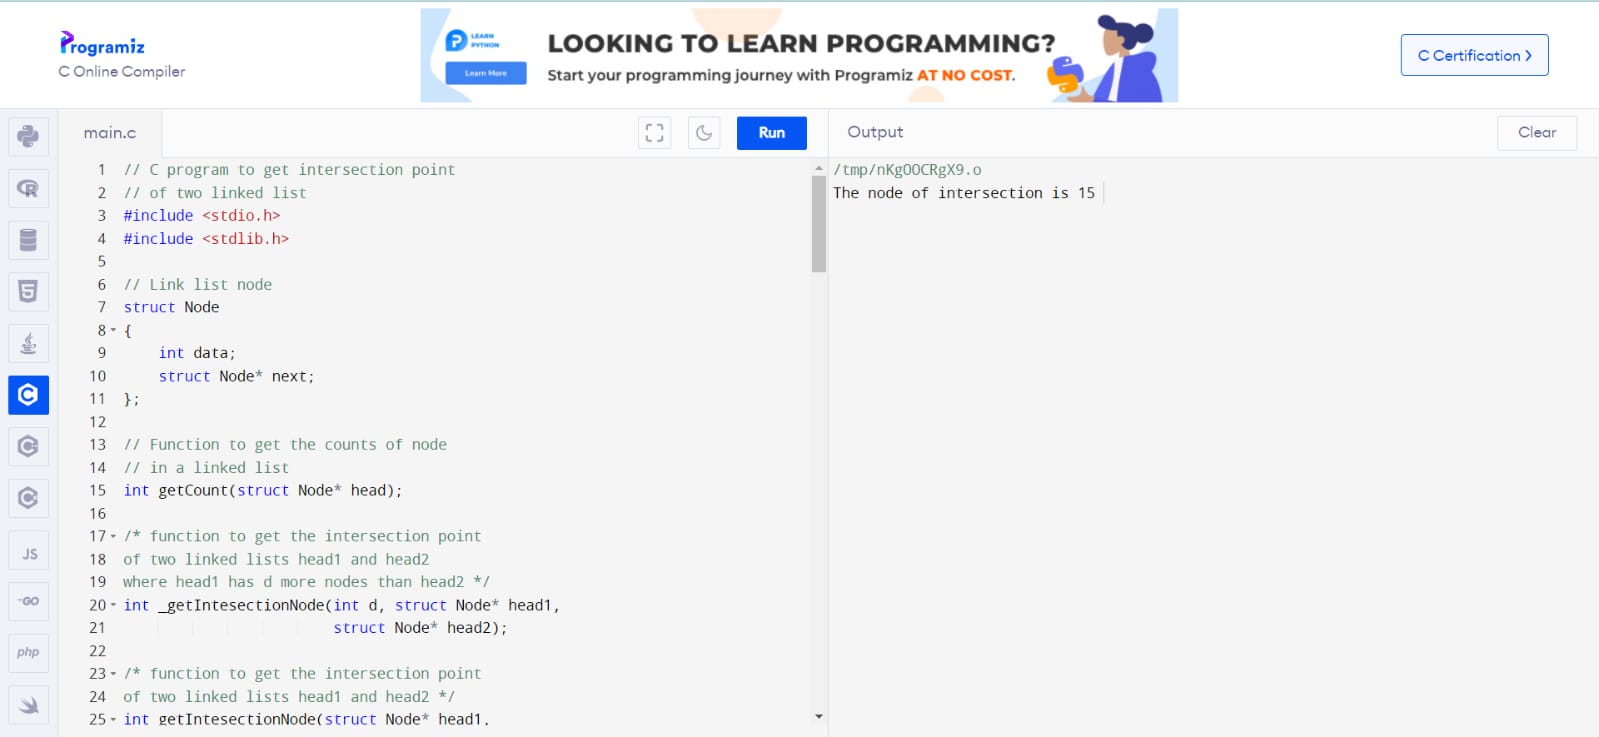 Programiz
C Online Compiler
LEARN
PYTHON
Learn More
LOOKING TO LEARN PROGRAMMING?
Start your programming journey with Programiz AT NO COST.
C Certification >
main.c
Run
Output
Clear
R
JS
GO
php
1 // C program to get intersection point
2 // of two linked list
3 #include <stdio.h>
4 #include <stdlib.h>
5
6 // Link list node
7 struct Node
8 {
9     int data;
10     struct Node* next;
11 };
12
13 // Function to get the counts of node
14 // in a linked list
15 int getCount(struct Node* head);
16
17 /* function to get the intersection point
18 of two linked lists head1 and head2
19 where head1 has d more nodes than head2 */
20 int _getIntesectionNode(int d, struct Node* head1,
21                         struct Node* head2);
22
23 /* function to get the intersection point
24 of two linked lists head1 and head2 */
25 int getIntesectionNode(struct Node* head1,
/tmp/nKgOOCRgX9.o
The node of intersection is 15